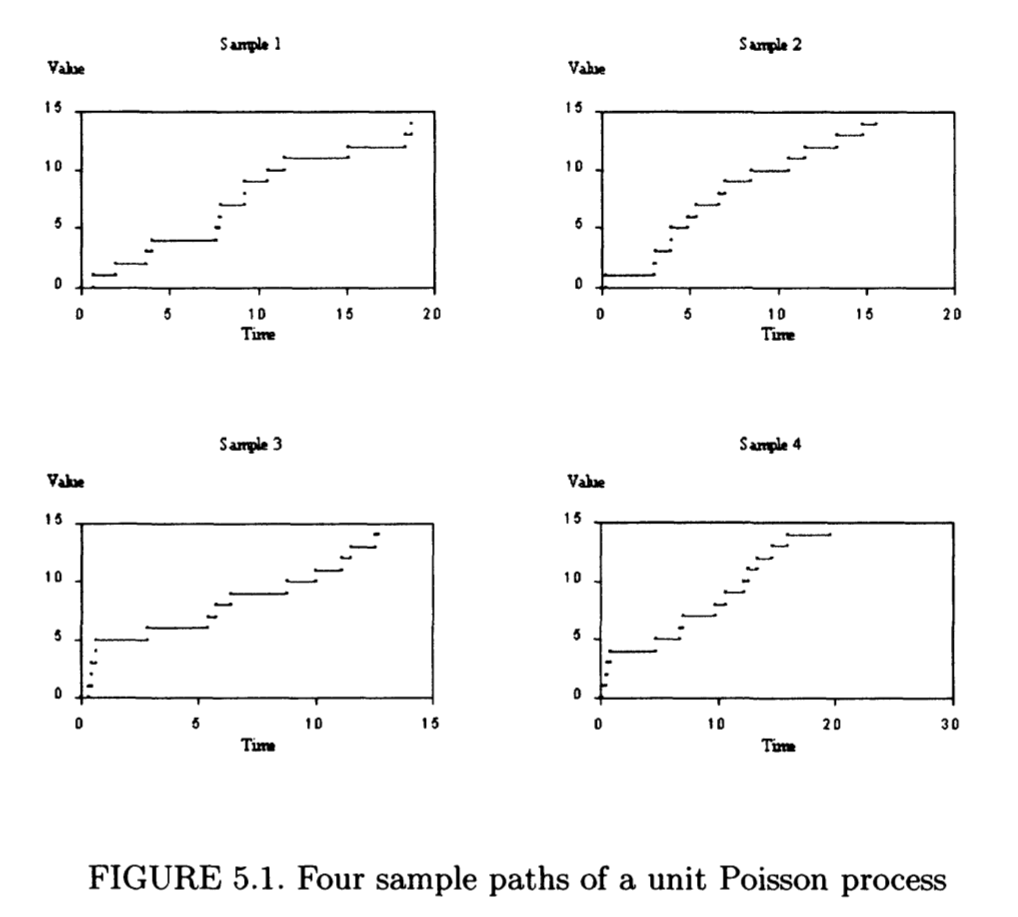 Sample 1
Value
15
10
5
0
0 5 10 15 20
Time
Sample 2
Value
15
10
5
0
0 5 10 15 20
Time
Sample 3
Value
15
10
5
0
0 5 10 15
Time
Sample 4
Value
15
10
5
0
0 10 20 30
Time
FIGURE 5.1. Four sample paths of a unit Poisson process